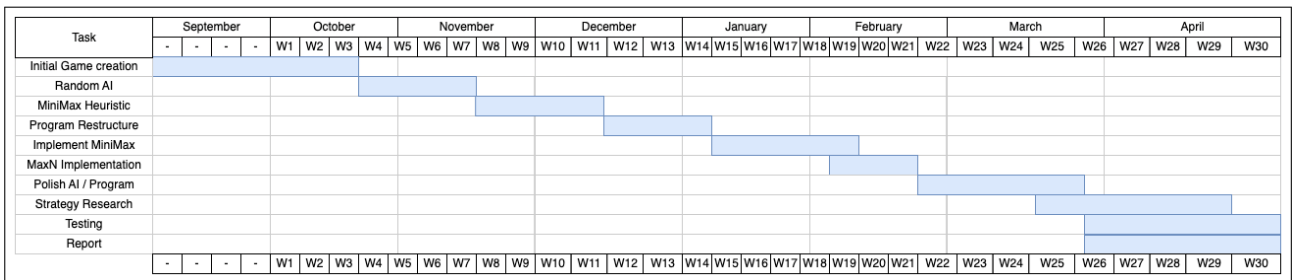 Task September October November December January February March April
- - - - W1 W2 W3 W4 W5 W6 W7 W8 W9 W10 W11 W12 W13 W14 W15 W16 W17 W18 W19 W20 W21 W22 W23 W24 W25 W26 W27 W28 W29 W30
Initial Game creation
Random AI
MiniMax Heuristic
Program Restructure
Implement MiniMax
MaxN Implementation
Polish AI / Program
Strategy Research
Testing
Report
- - - - W1 W2 W3 W4 W5 W6 W7 W8 W9 W10 W11 W12 W13 W14 W15 W16 W17 W18 W19 W20 W21 W22 W23 W24 W25 W26 W27 W28 W29 W30